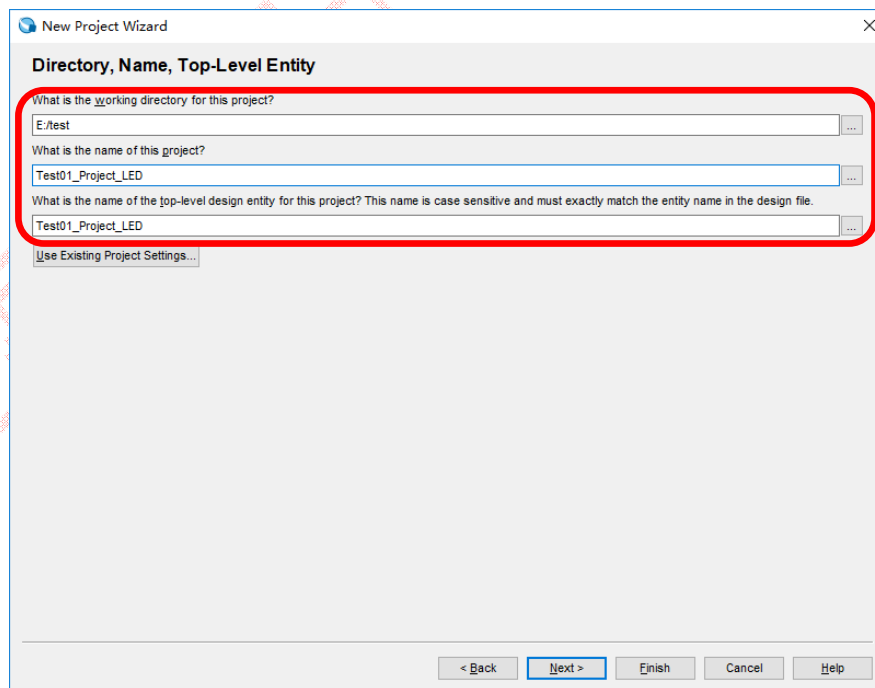 New Project Wizard
Directory, Name, Top-Level Entity
What is the working directory for this project?
E:/test
...
What is the name of this project?
Test01_Project_LED
...
What is the name of the top-level design entity for this project? This name is case sensitive and must exactly match the entity name in the design file.
Test01_Project_LED
...
Use Existing Project Settings...
< Back Next > Finish Cancel Help